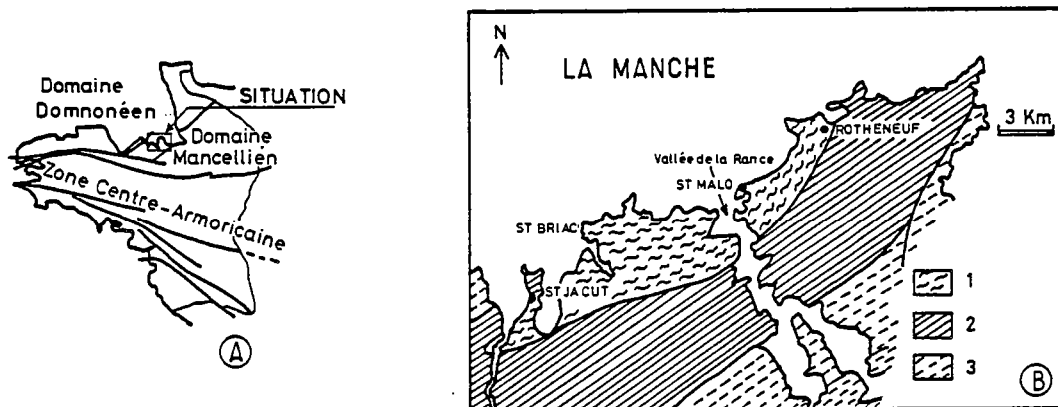 Domaine
Domnonéen
SITUATION
Domaine
Mancellien
Zone Centre-Armoricaine
A
N
LA MANCHE
3 Km
ROTHENEUF
Vallée de la Rance
ST MALO
ST BRIAC
ST JACUT
1
2
3
B